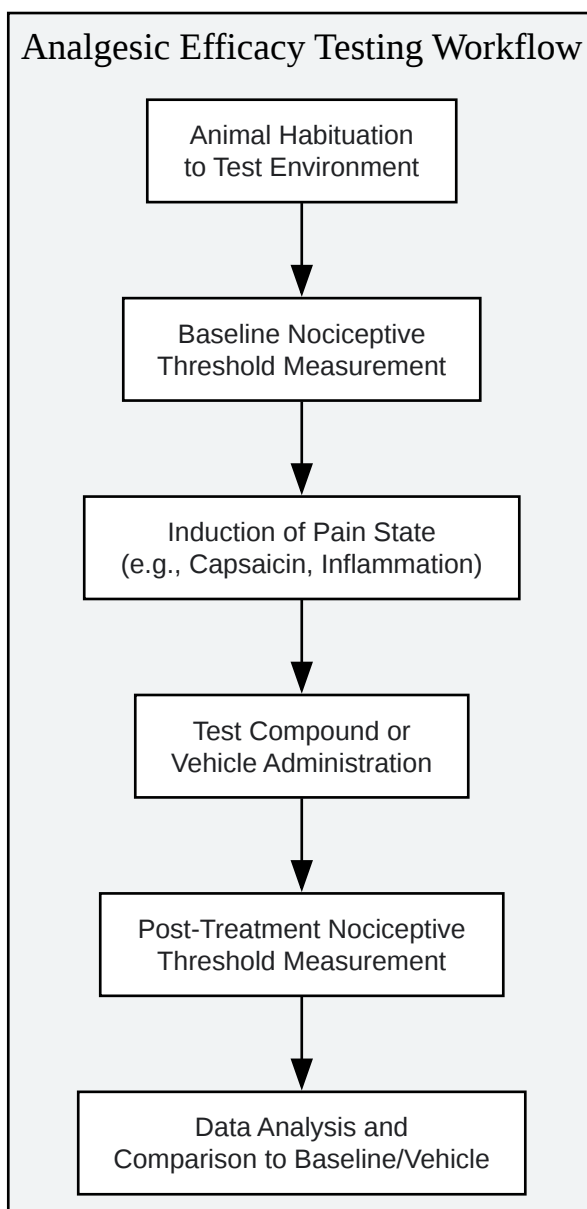 Analgesic Efficacy Testing Workflow
Animal Habituation
to Test Environment
Baseline Nociceptive
Threshold Measurement
Induction of Pain State
(e.g., Capsaicin, Inflammation)
Test Compound or
Vehicle Administration
Post-Treatment Nociceptive
Threshold Measurement
Data Analysis and
Comparison to Baseline/Vehicle